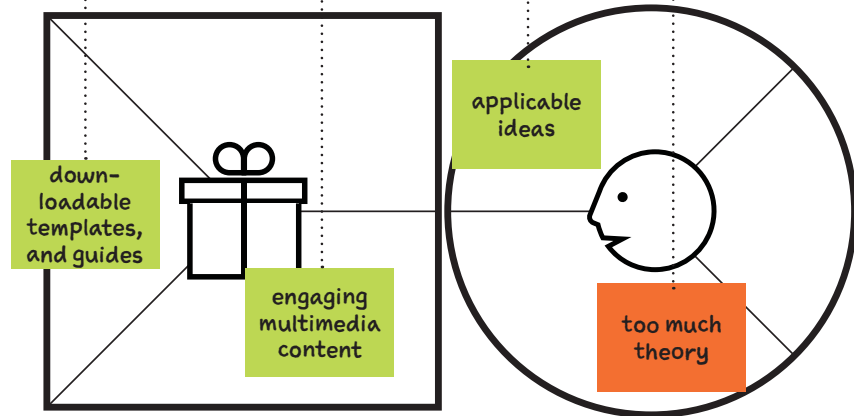 down-
loadable
templates,
and guides
engaging
multimedia
content
applicable
ideas
too much
theory